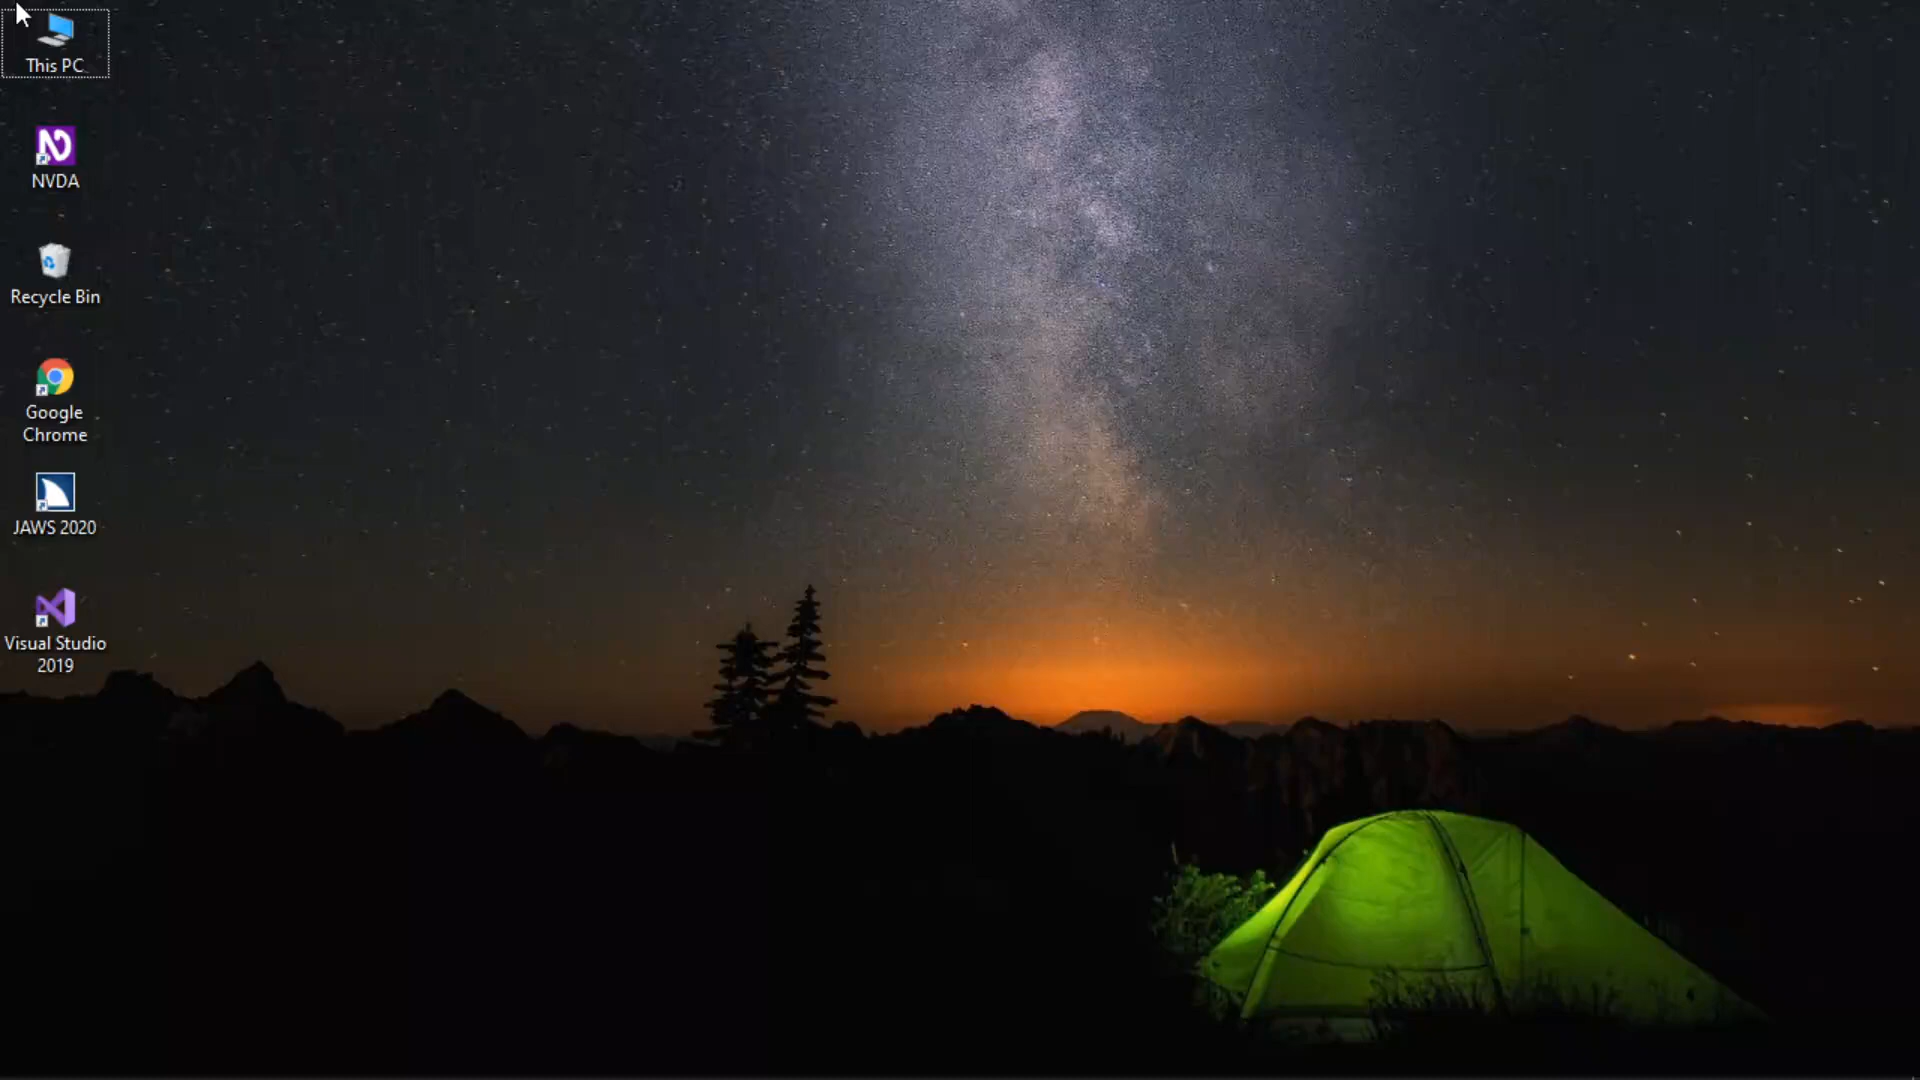 This PC
NVDA
Recycle Bin
Google
Chrome
JAWS 2020
Visual Studio
2019